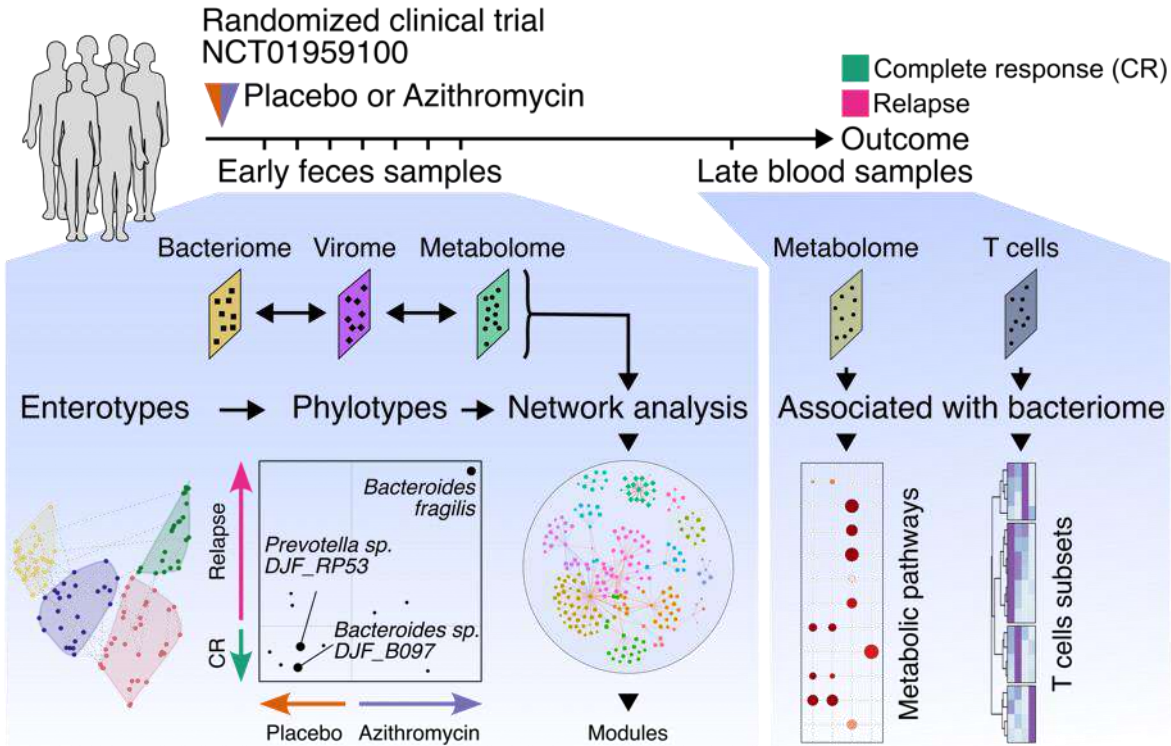 Randomized clinical trial
NCT01959100
Placebo or Azithromycin
Complete response (CR)
Relapse
Outcome
Early feces samples
Late blood samples
Bacteriome
Virome
Metabolome
Metabolome
T cells
Enterotypes
Phylotypes
Network analysis
Associated with bacteriome
Relapse
CR
Bacteroides
fragilis
Prevotella sp.
DJF_RP53
Bacteroides sp.
DJF_B097
Placebo
Azithromycin
Modules
Metabolic pathways
T cells subsets